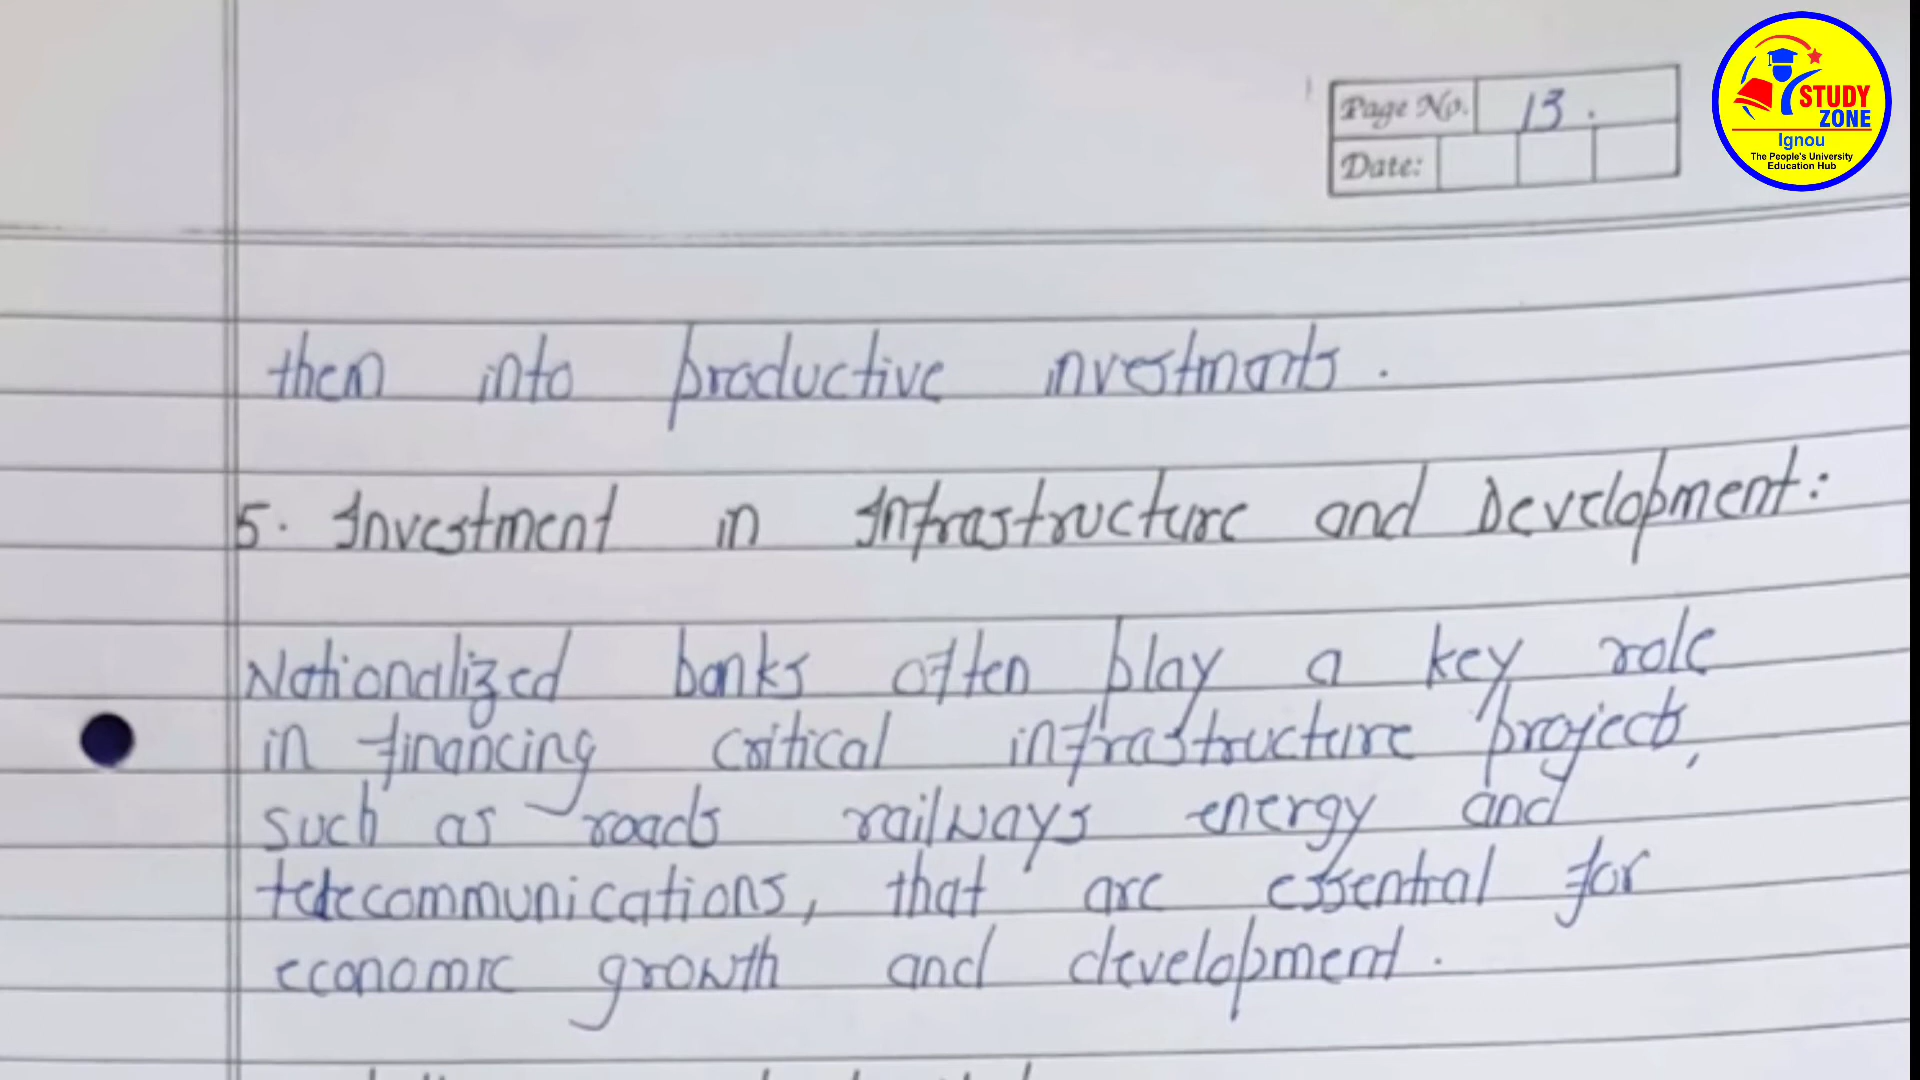 STUDY
ZONE
Ignou
The People's University
Education Hub
Page No. 13.
Date:
then into productive investments.
5. Investment in Infrastructure and Development:
Nationalized banks often play a key role
in financing critical infrastructure projects,
such as roads railways energy and
telecommunications, that are essential for
economic growth and development.